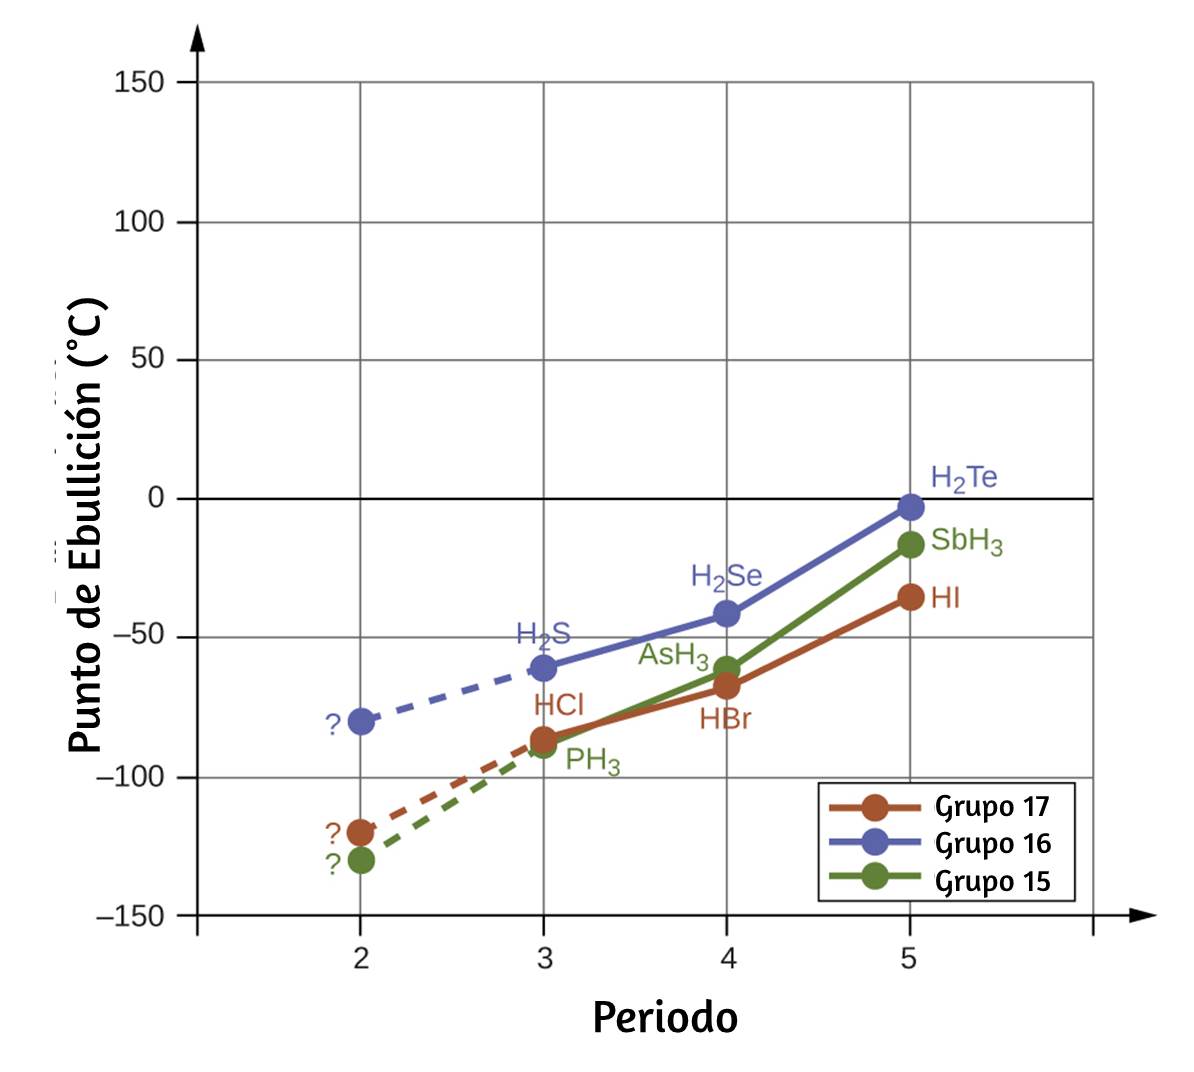 150
100
50
0
–50
–100
–150
Punto de Ebullición (°C)
H₂Te
SbH₃
HI
H₂Se
AsH₃
HBr
H₂S
HCl
PH₃
?
?
?
Grupo 17
Grupo 16
Grupo 15
2 3 4 5
Periodo